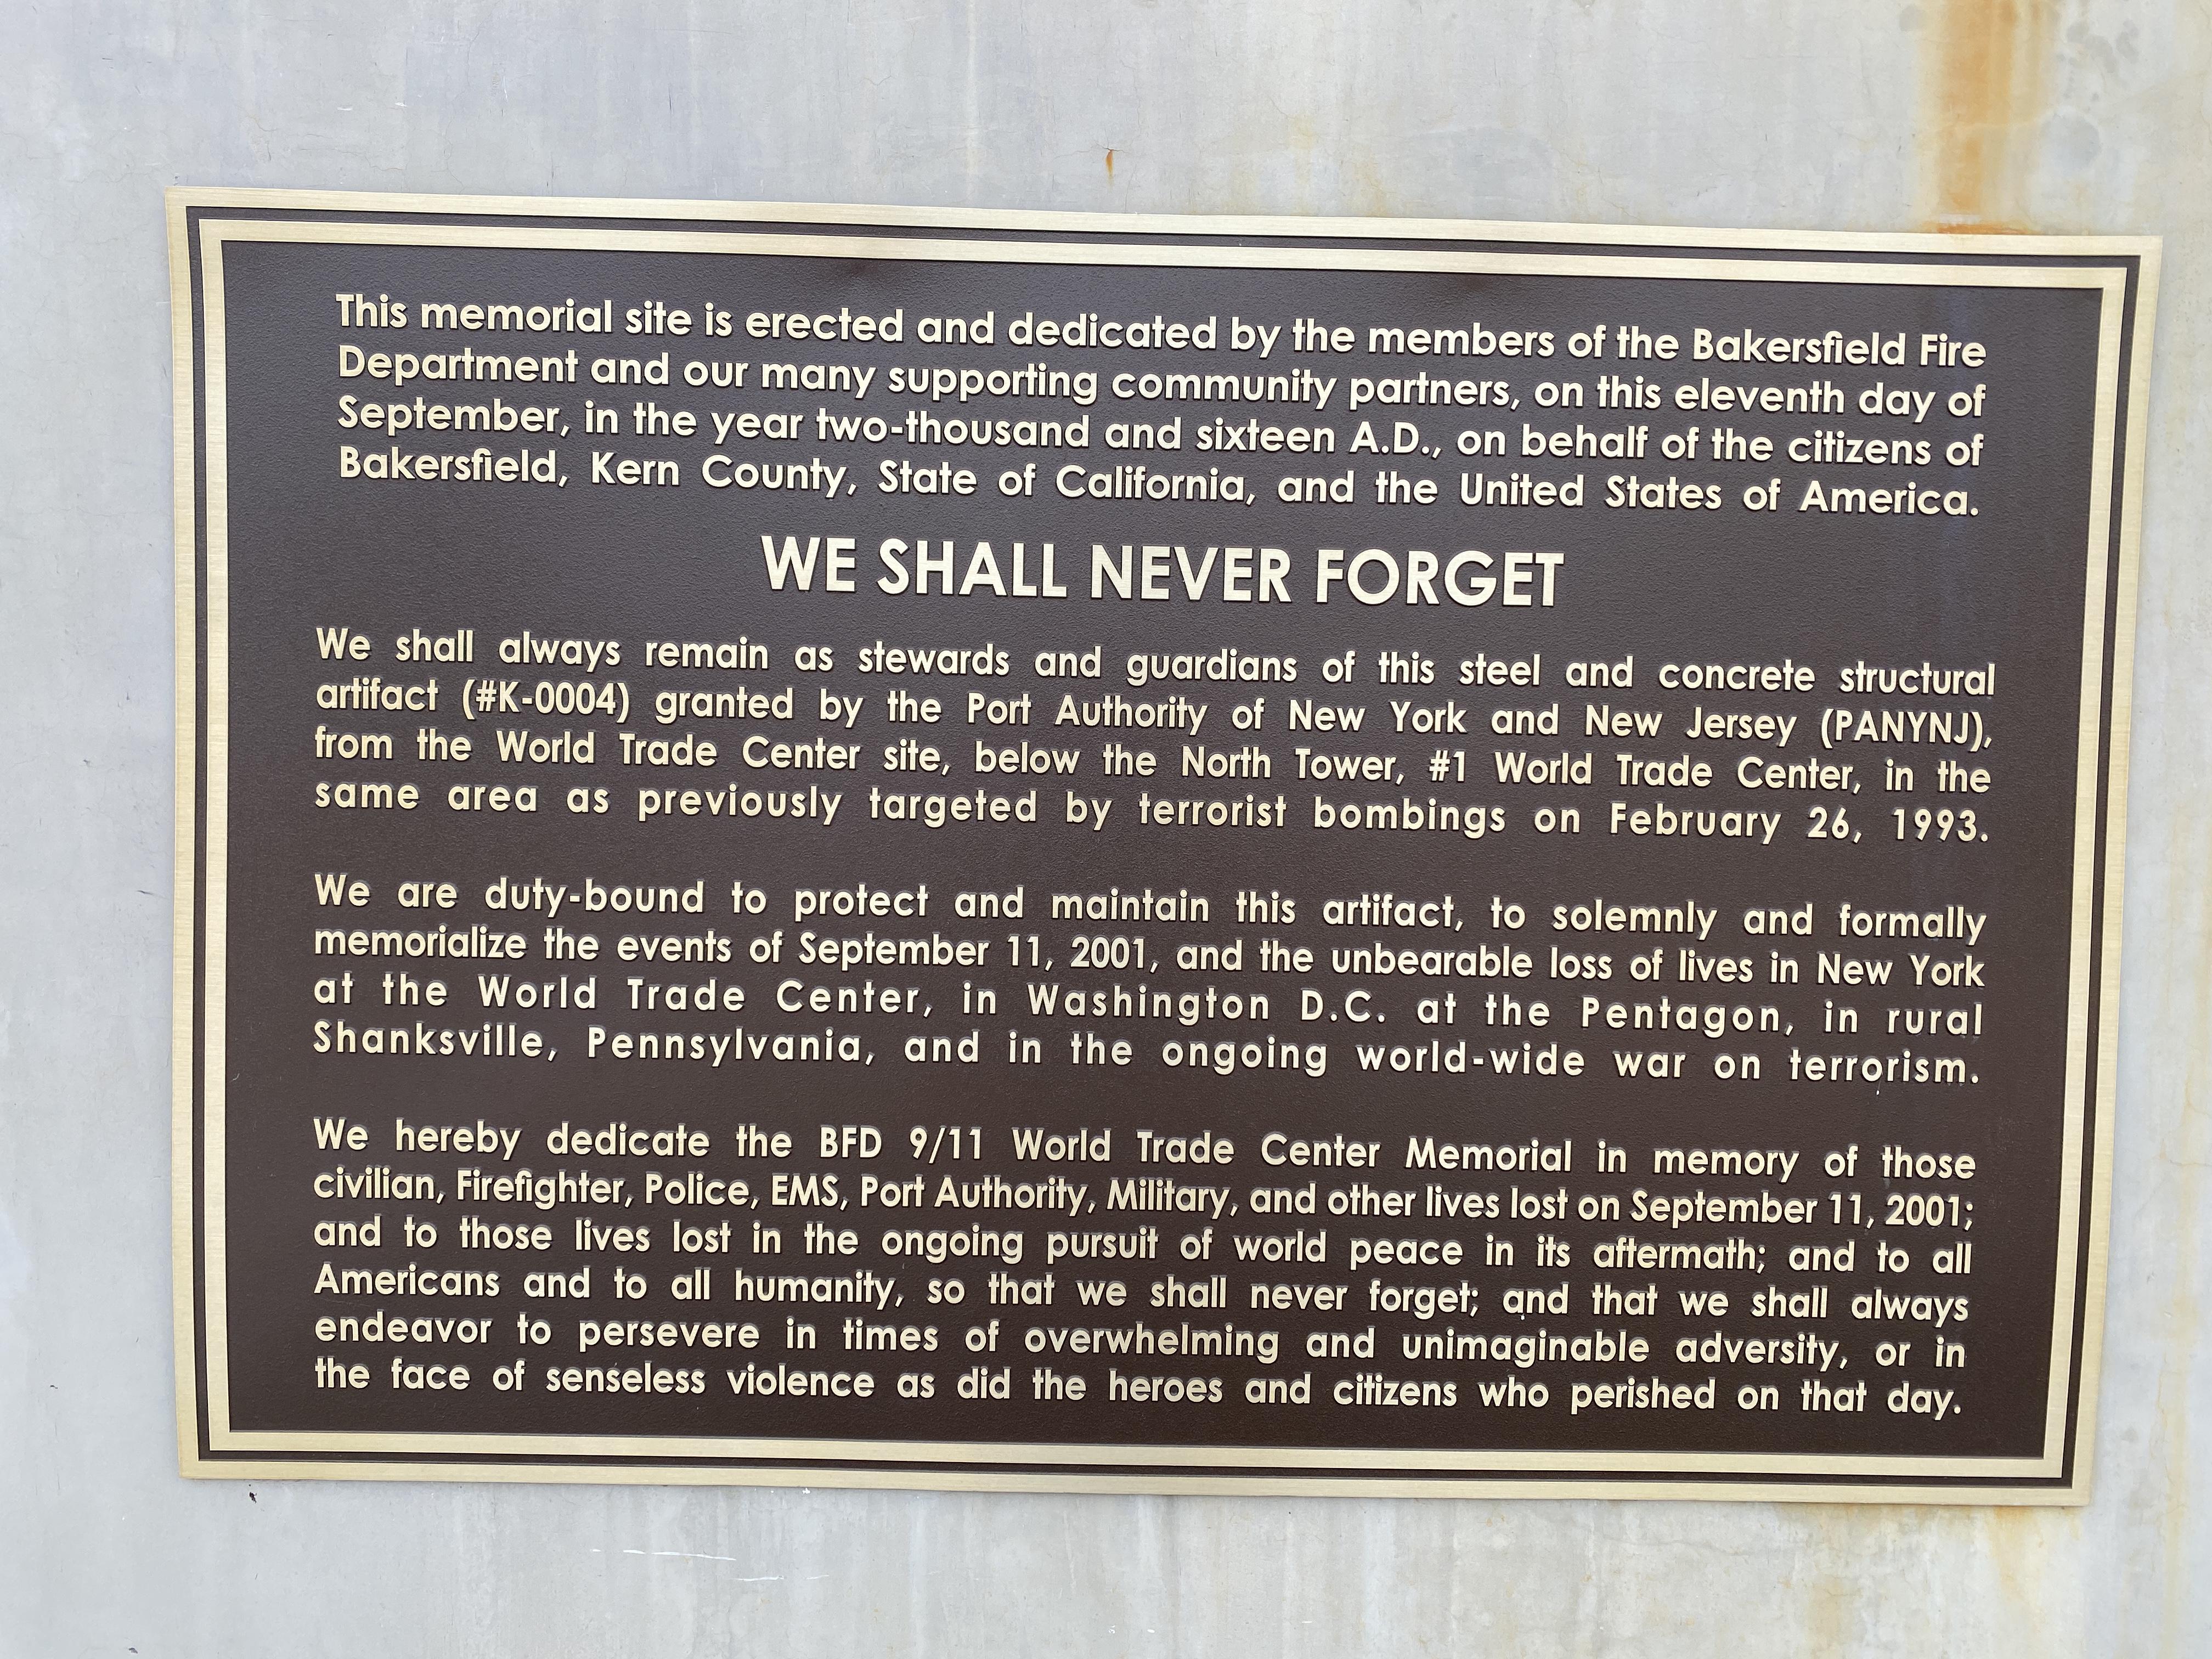 This memorial site is erected and dedicated by the members of the Bakersfield Fire
Department and our many supporting community partners, on this eleventh day of
September, in the year two-thousand and sixteen A.D., on behalf of the citizens of
Bakersfield, Kern County, State of California, and the United States of America.
WE SHALL NEVER FORGET
We shall always remain as stewards and guardians of this steel and concrete structural
artifact (#K-0004) granted by the Port Authority of New York and New Jersey (PANYNJ),
from the World Trade Center site, below the North Tower, #1 World Trade Center, in the
same area as previously targeted by terrorist bombings on February 26, 1993.
We are duty-bound to protect and maintain this artifact, to solemnly and formally
memorialize the events of September 11, 2001, and the unbearable loss of lives in New York
at the World Trade Center, in Washington D.C. at the Pentagon, in rural
Shanksville, Pennsylvania, and in the ongoing world-wide war on terrorism.
We hereby dedicate the BFD 9/11 World Trade Center Memorial in memory of those
civilian, Firefighter, Police, EMS, Port Authority, Military, and other lives lost on September 11, 2001;
and to those lives lost in the ongoing pursuit of world peace in its aftermath; and to all
Americans and to all humanity, so that we shall never forget; and that we shall always
endeavor to persevere in times of overwhelming and unimaginable adversity, or in
the face of senseless violence as did the heroes and citizens who perished on that day.